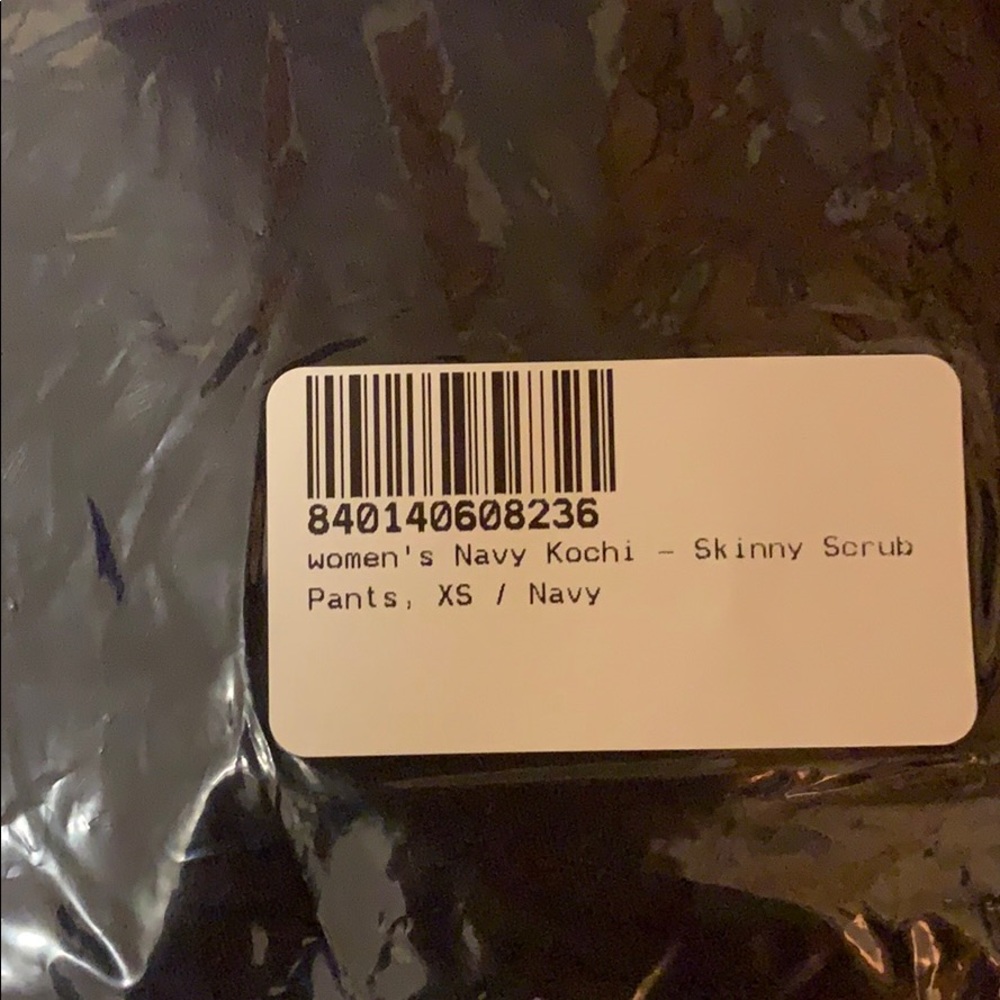 840140608236
women's Navy Kochi - Skinny Scrub
Pants, XS / Navy